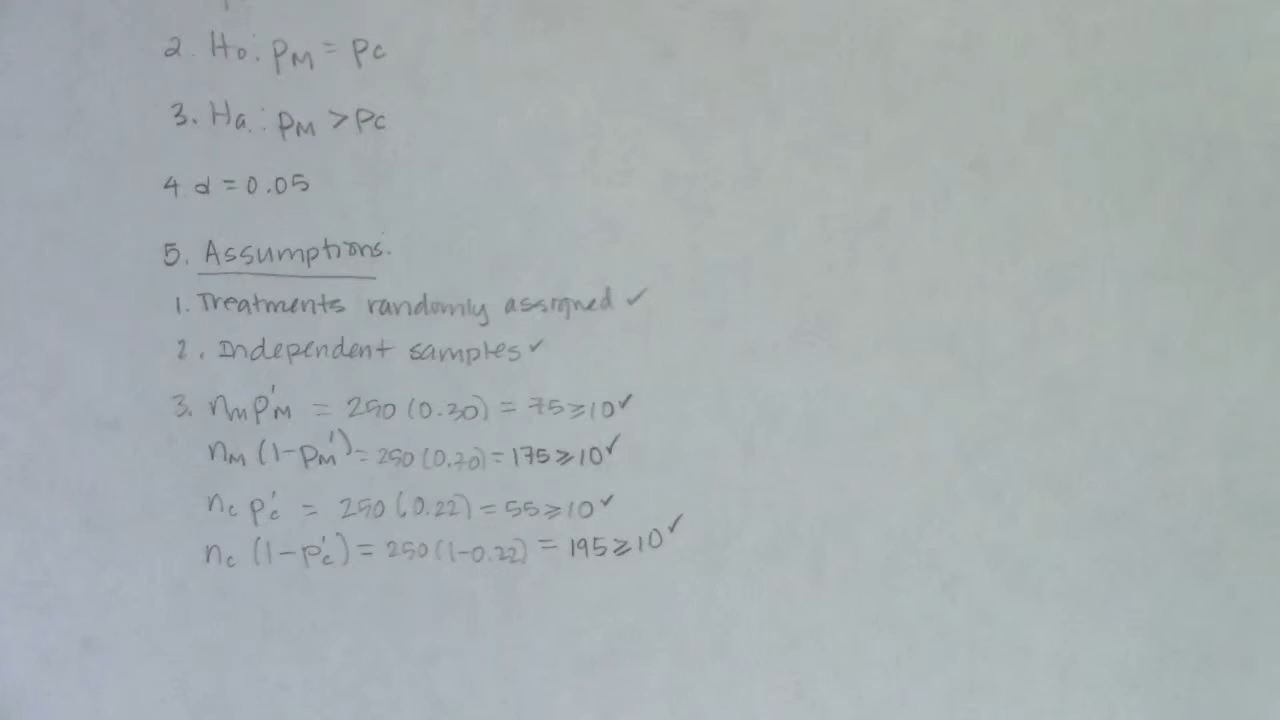 2. Ho: pM = pc
3. Ha: pM > pc
4 α = 0.05
5. Assumptions.
1. Treatments randomly assigned ✓
2. Independent samples ✓
3. nM p'M = 250 (0.30) = 75 ≥ 10 ✓
nM (1-pM') = 250 (0.70) = 175 ≥ 10 ✓
nc p'c = 250 (0.22) = 55 ≥ 10 ✓
nc (1-p'c) = 250 (1-0.22) = 195 ≥ 10 ✓